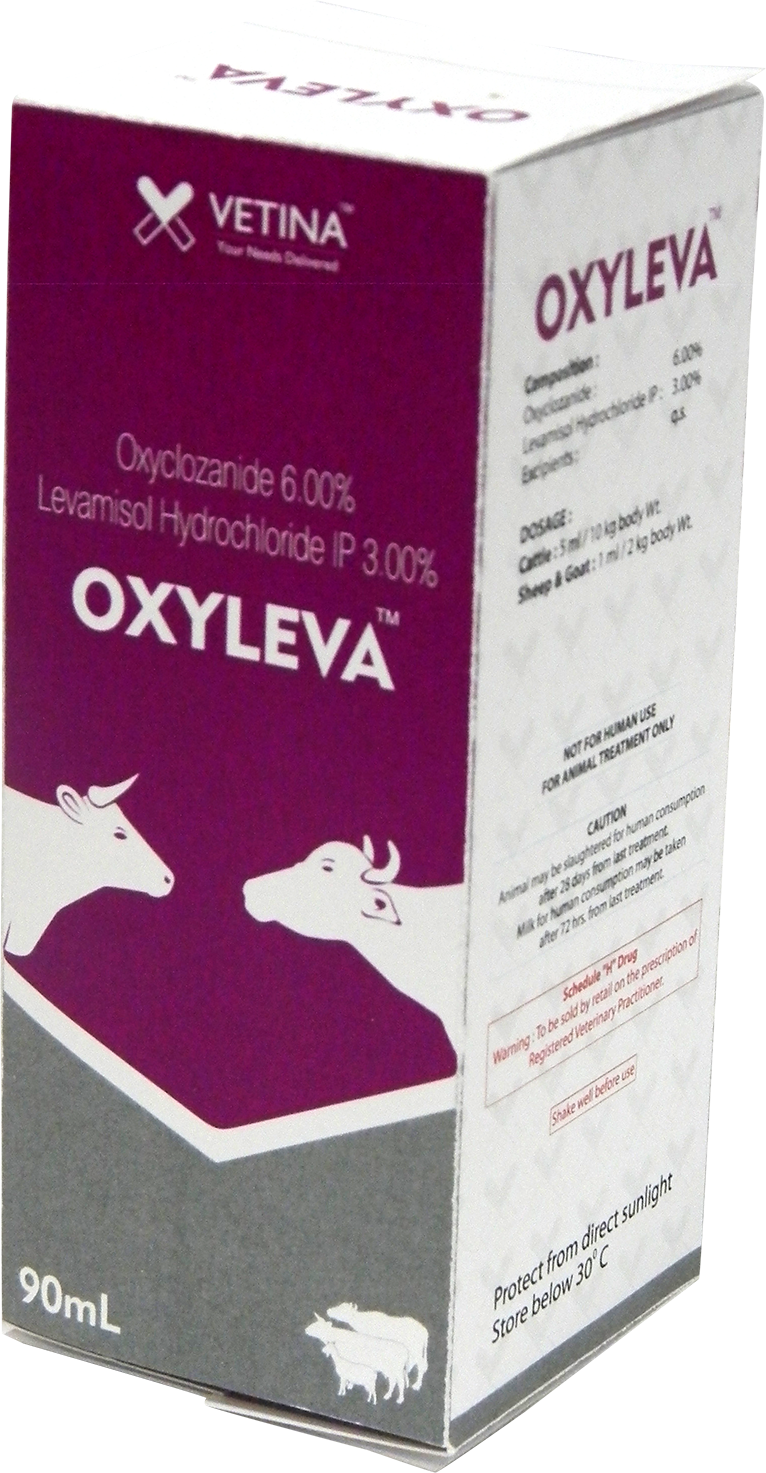 OXYLEVA™
VETINA™
Your Needs Delivered
Oxyclozanide 6.00%
Levamisol Hydrochloride IP 3.00%
OXYLEVA™
90mL
OXYLEVA™
Composition :
Oxyclozanide : 6.00%
Levamisol Hydrochloride IP : 3.00%
Excipients : q.s.
DOSAGE :
Cattle : 5 ml / 10 kg body Wt.
Sheep & Goat : 1 ml / 2 kg body Wt.
NOT FOR HUMAN USE
FOR ANIMAL TREATMENT ONLY
CAUTION
Animal may be slaughtered for human consumption
after 28 days from last treatment.
Milk for human consumption may be taken
after 72 hrs. from last treatment.
Schedule "H" Drug
Warning : To be sold by retail on the prescription of
Registered Veterinary Practitioner.
Shake well before use
Protect from direct sunlight
Store below 30⁰ C